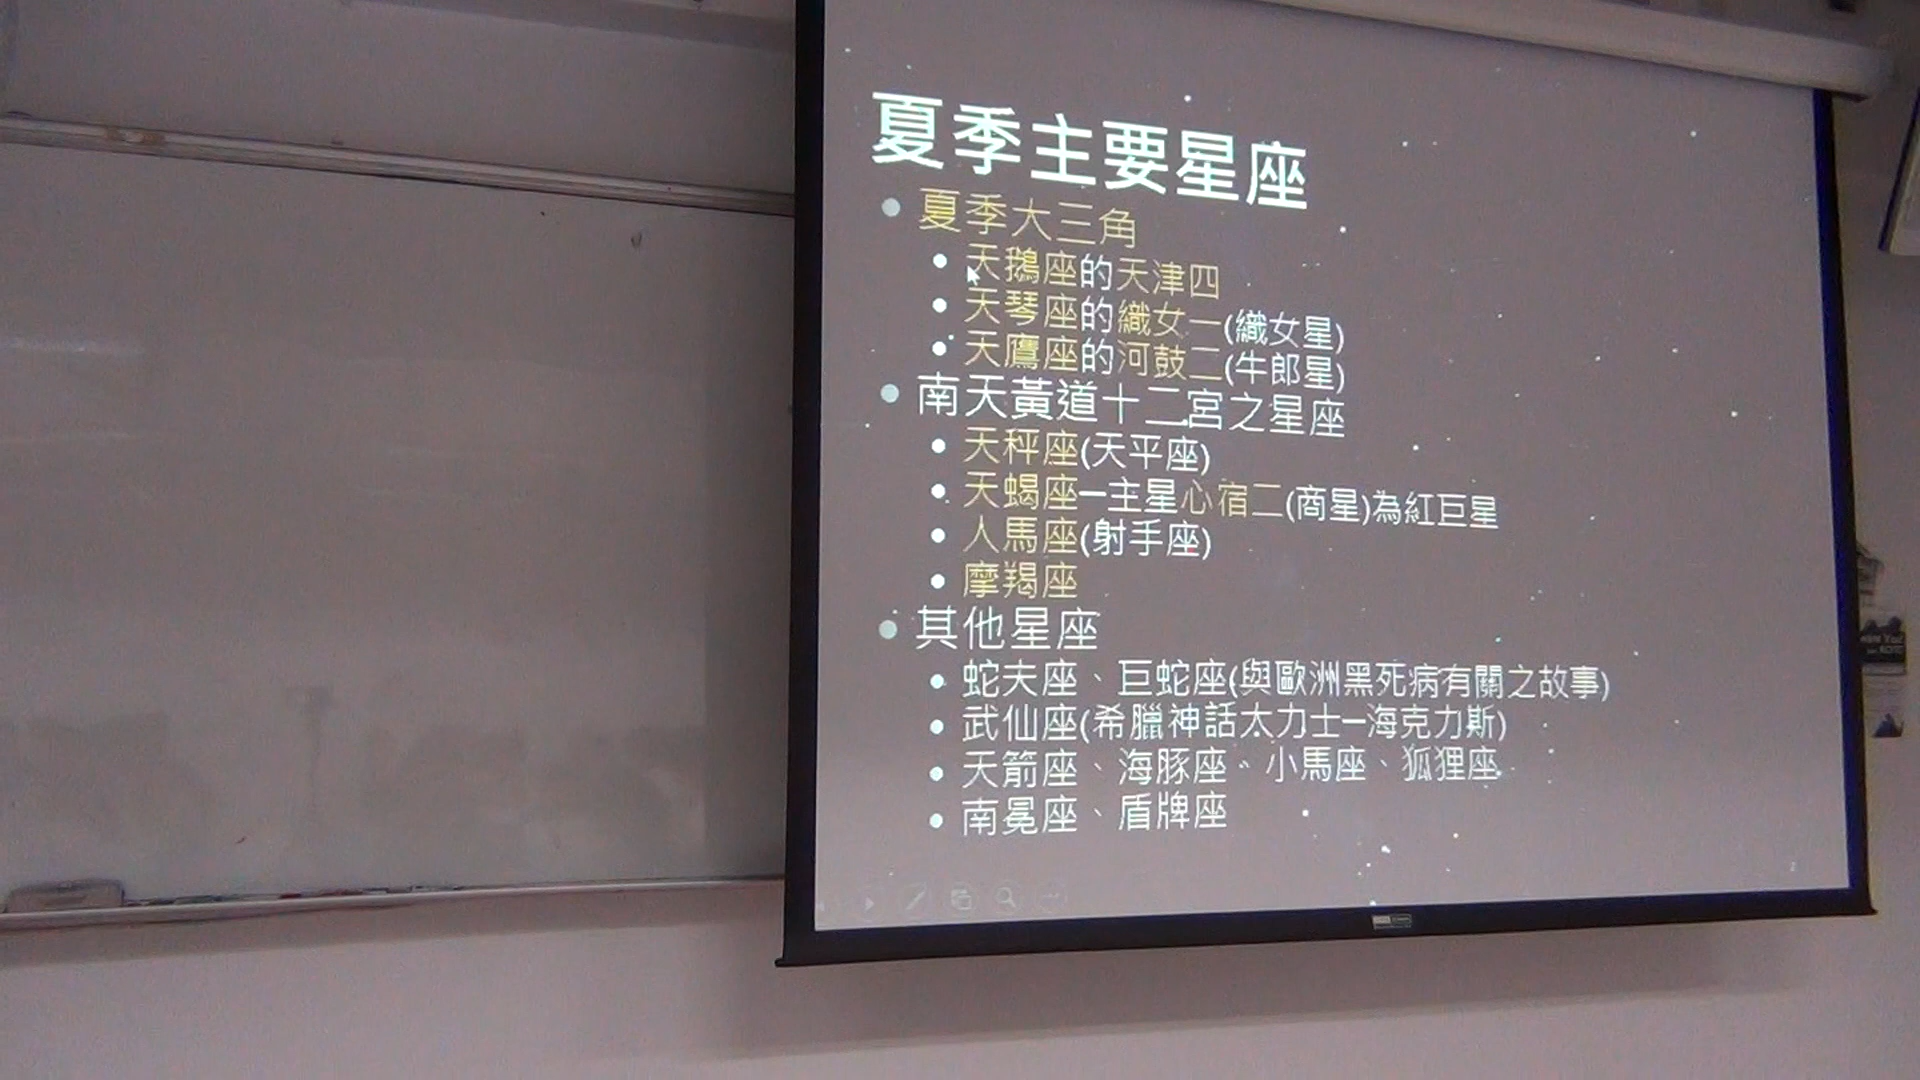 夏季主要星座
夏季大三角
天鵝座的天津四
天琴座的織女一(織女星)
天鷹座的河鼓二(牛郎星)
南天黃道十二宮之星座
天秤座(天平座)
天蝎座—主星心宿二(商星)為紅巨星
人馬座(射手座)
摩羯座
其他星座
蛇夫座、巨蛇座(與歐洲黑死病有關之故事)
武仙座(希臘神話大力士—海克力斯)
天箭座、海豚座、小馬座、狐狸座
南冕座、盾牌座
2